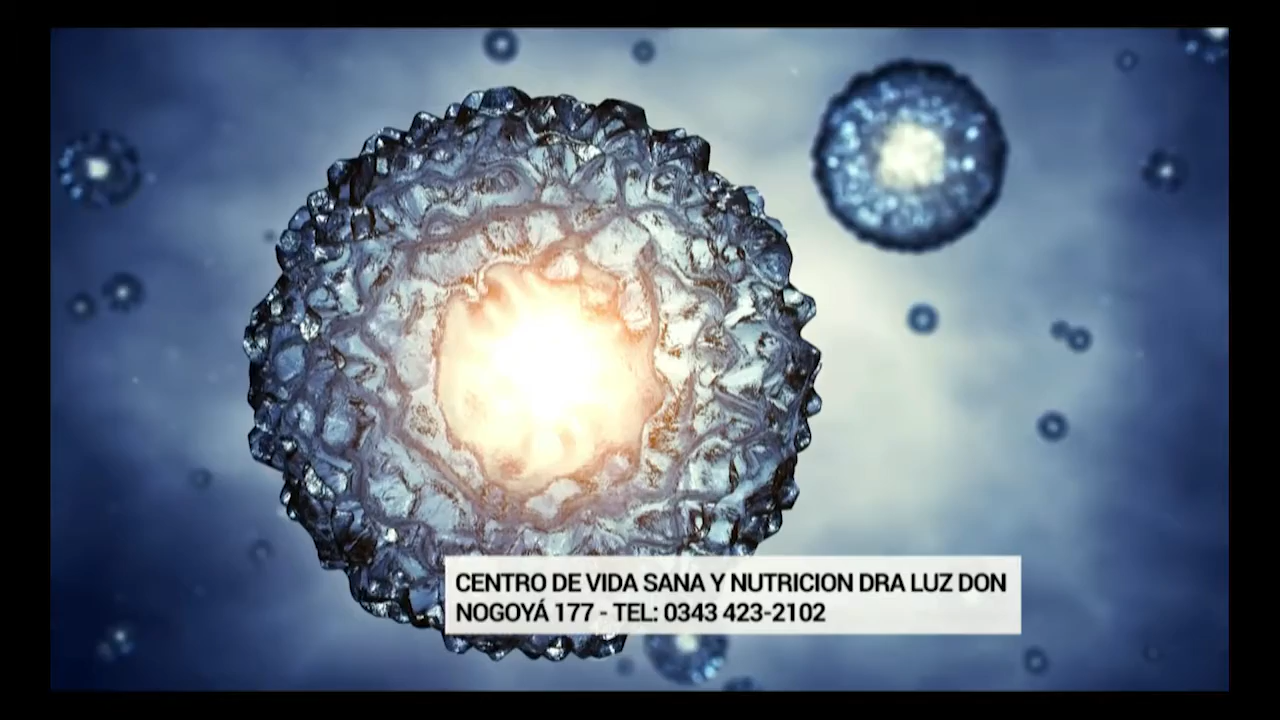 CENTRO DE VIDA SANA Y NUTRICION DRA LUZ DON
NOGOYÁ 177 - TEL: 0343 423-2102